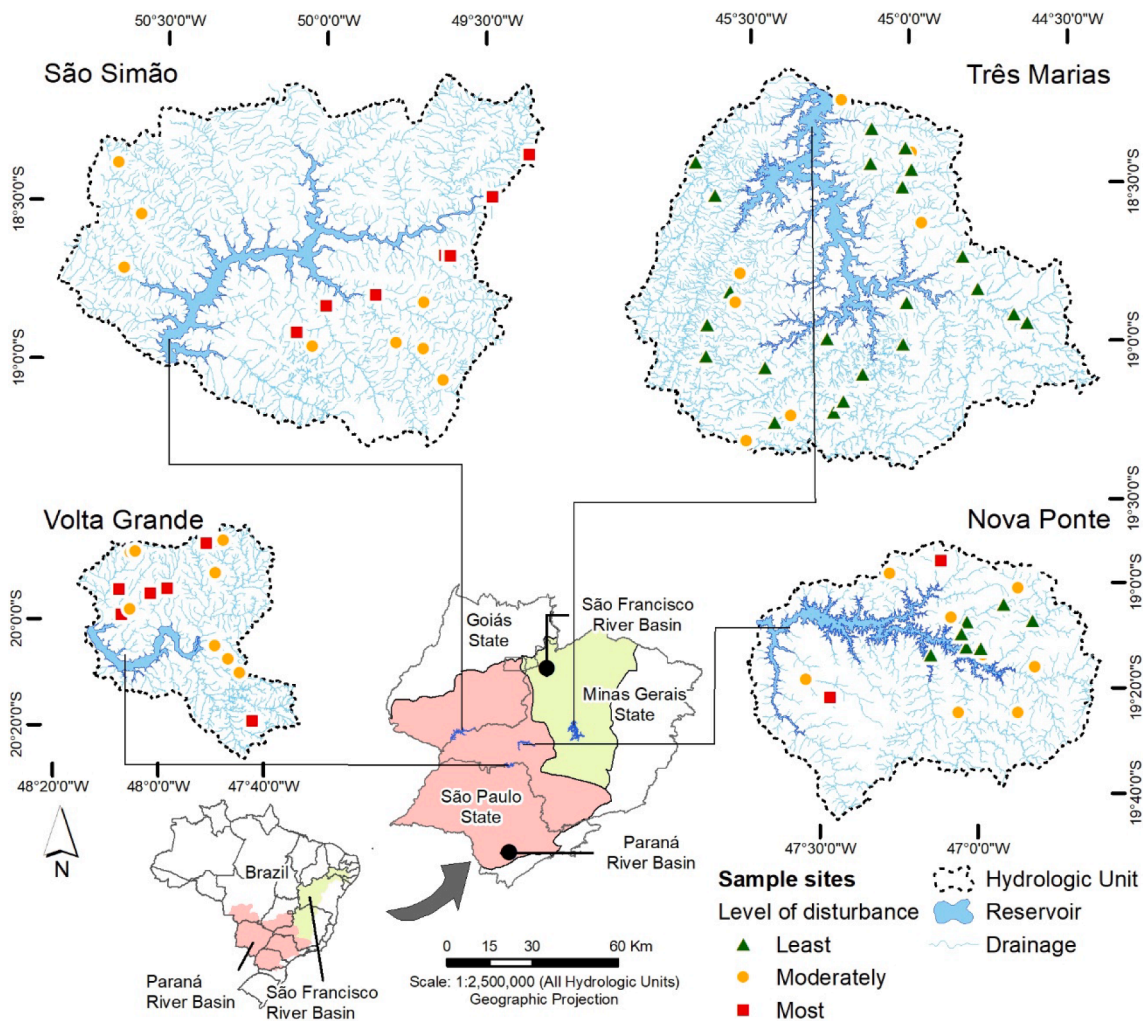 50°30'0"W
50°0'0"W
49°30'0"W
45°30'0"W
45°0'0"W
44°30'0"W
São Simão
Três Marias
18°30'0"S
19°0'0"S
18°30'0"S
19°0'0"S
19°30'0"S
Volta Grande
Nova Ponte
20°0'0"S
20°20'0"S
48°20'0"W
48°0'0"W
47°40'0"W
19°0'0"S
19°20'0"S
19°40'0"S
47°30'0"W
47°0'0"W
Goiás
State
São Francisco
River Basin
Minas Gerais
State
São Paulo
State
Paraná
River Basin
N
Brazil
Paraná
River Basin
São Francisco
River Basin
0 15 30 60 Km
Scale: 1:2,500,000 (All Hydrologic Units)
Geographic Projection
Sample sites
Level of disturbance
Least
Moderately
Most
Hydrologic Unit
Reservoir
Drainage